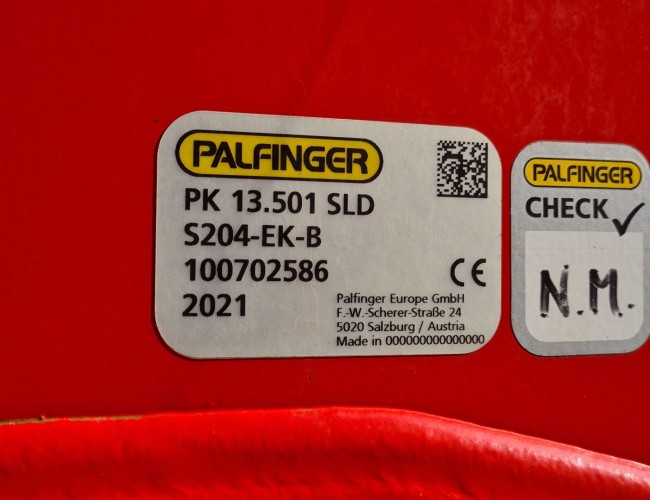 PALFINGER
PK 13.501 SLD
S204-EK-B
100702586
2021
Palfinger Europe GmbH
F.-W.-Scherer-Straße 24
5020 Salzburg / Austria
Made in 000000000000000
CE
PALFINGER
CHECK
N.M.